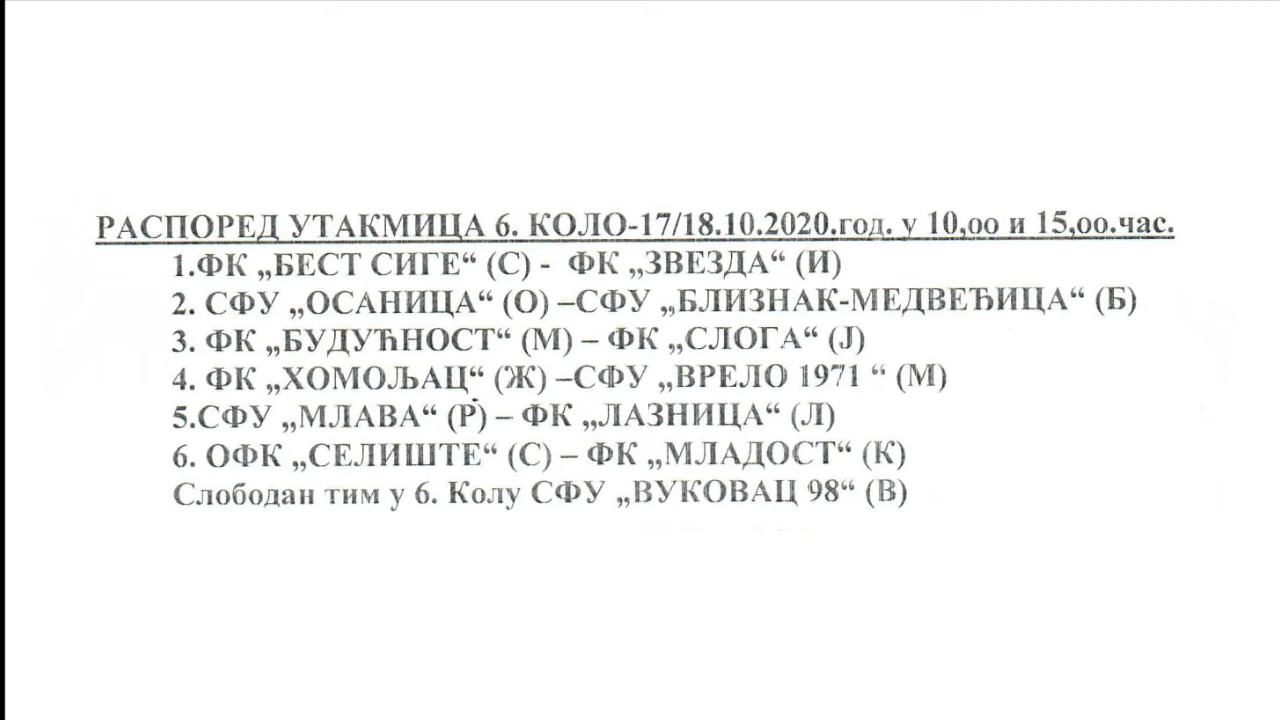 РАСПОРЕД УТАКМИЦА 6. КОЛО-17/18.10.2020.год. у 10,оо и 15,оо.час.
1.ФК „БЕСТ СИГЕ“ (С) - ФК „ЗВЕЗДА“ (И)
2. СФУ „ОСАНИЦА“ (О) –СФУ „БЛИЗНАК-МЕДВЕЂИЦА“ (Б)
3. ФК „БУДУЋНОСТ“ (М) – ФК „СЛОГА“ (Ј)
4. ФК „ХОМОЉАЦ“ (Ж) –СФУ „ВРЕЛО 1971 “ (М)
5.СФУ „МЛАВА“ (Р) – ФК „ЛАЗНИЦА“ (Л)
6. ОФК „СЕЛИШТЕ“ (С) – ФК „МЛАДОСТ“ (К)
Слободан тим у 6. Колу СФУ „ВУКОВАЦ 98“ (В)